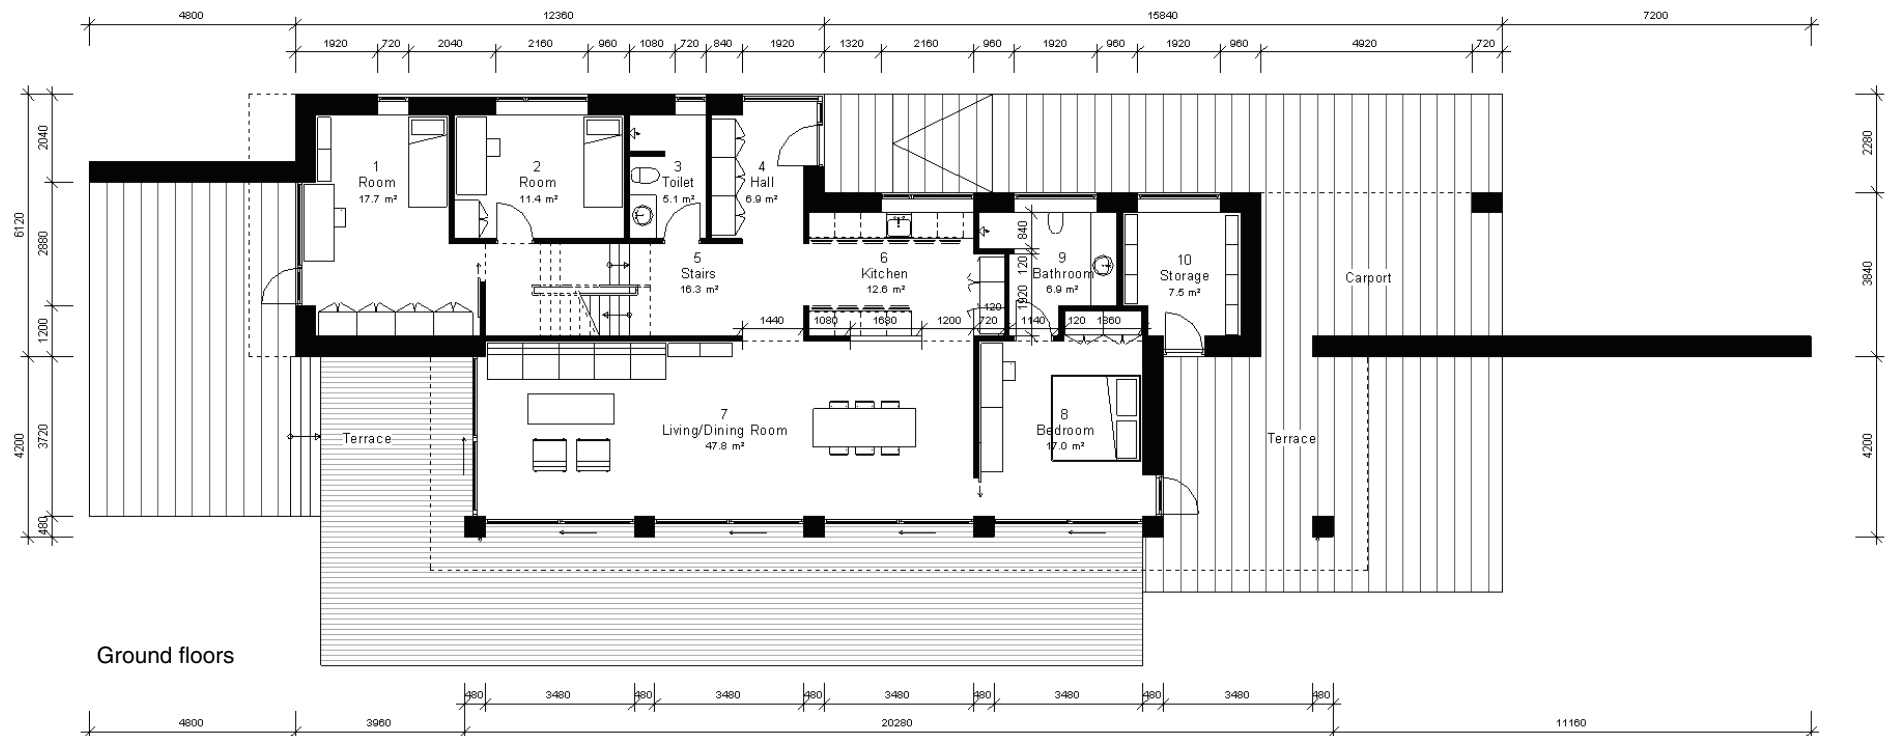 4800 12360 15840 7200
1920 720 2040 2160 960 1080 720 840 1920 1320 2160 960 1920 960 1920 960 4920 720
6120
2040
2880
1200
4200
3720
480
2280
3840
4200
1
Room
17.7 m²
2
Room
11.4 m²
3
Toilet
5.1 m²
4
Hall
6.9 m²
5
Stairs
16.3 m²
6
Kitchen
12.6 m²
840
120
1920
9
Bathroom
6.9 m²
10
Storage
7.5 m²
Carport
120
1440 1080 1680 1200 720 1140 120 1860
Terrace
7
Living/Dining Room
47.8 m²
8
Bedroom
17.0 m²
Terrace
Ground floors
480 3480 480 3480 480 3480 480 3480 480 3480 480
4800 3960 20280 11160